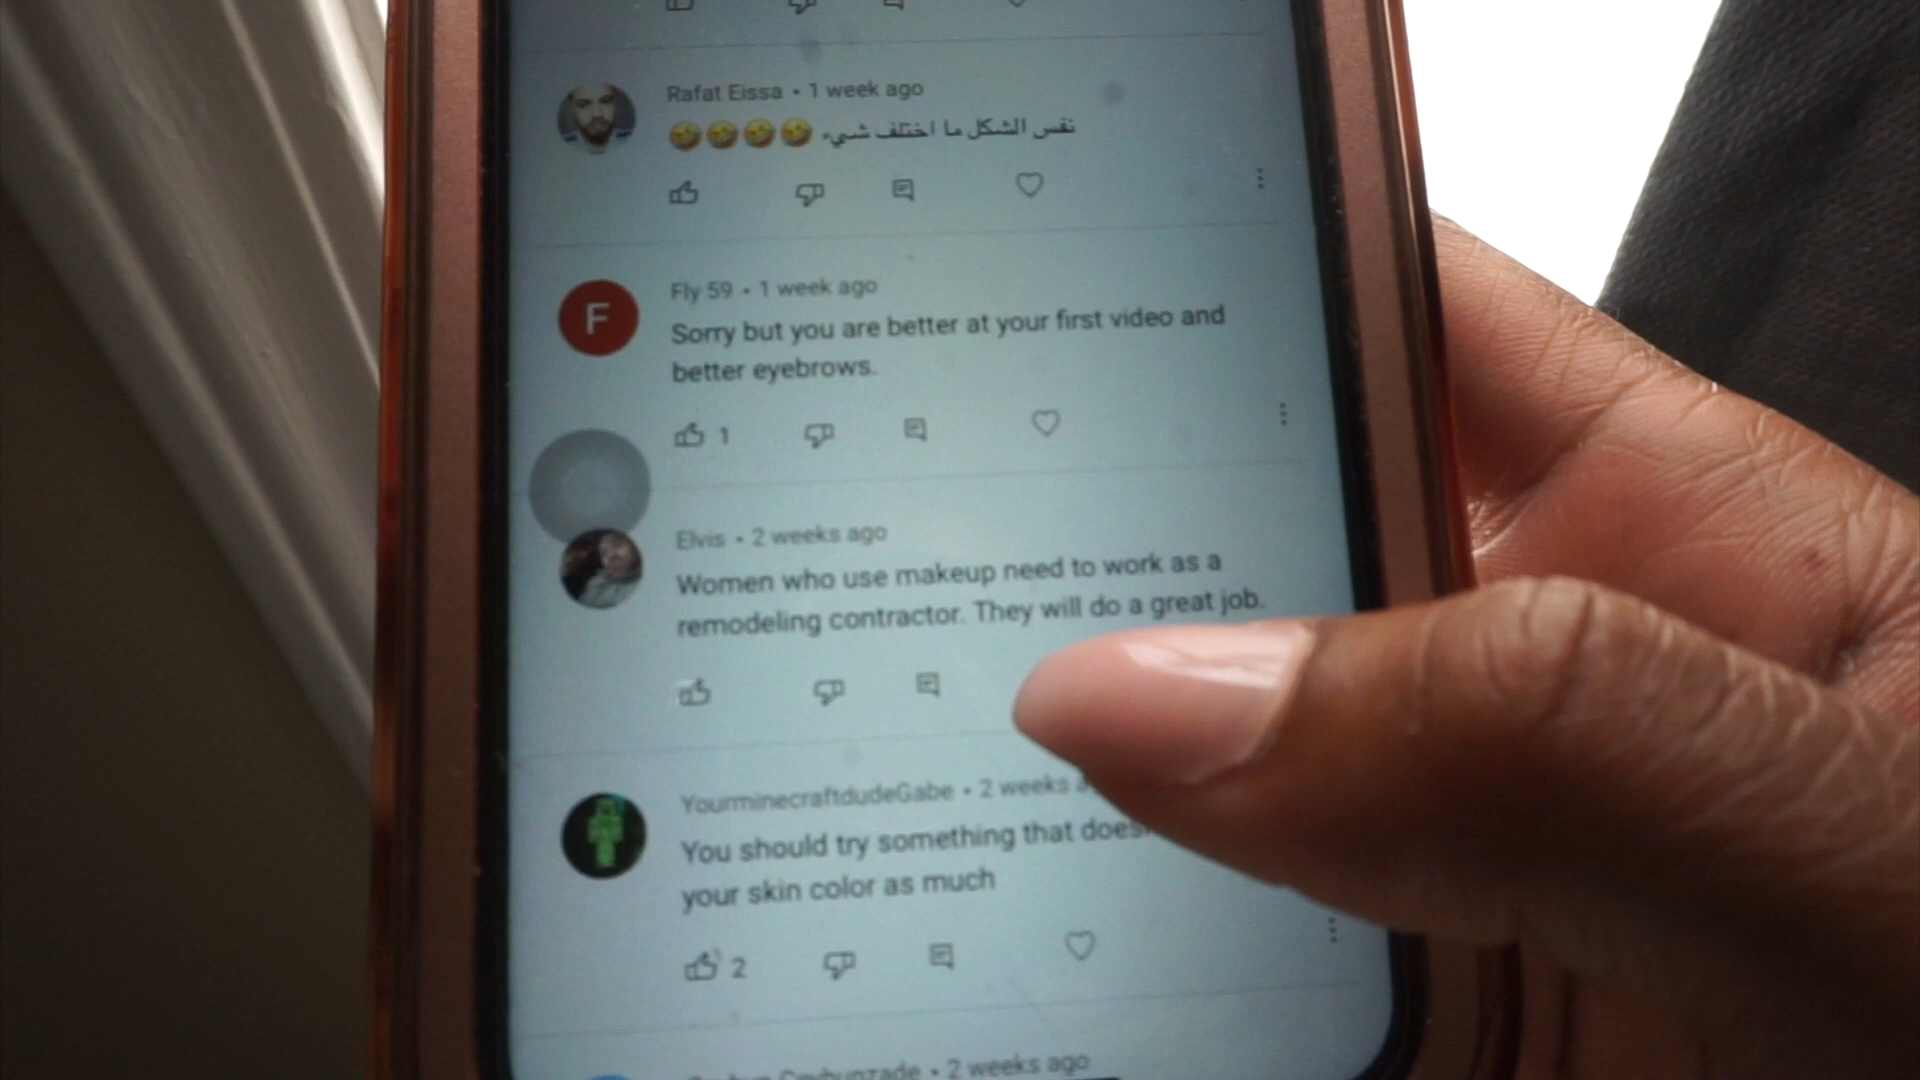 Rafat Eissa • 1 week ago
نفس الشكل ما اختلف شيء 🤣🤣🤣🤣
F
Fly 59 • 1 week ago
Sorry but you are better at your first video and
better eyebrows.
1
Elvis • 2 weeks ago
Women who use makeup need to work as a
remodeling contractor. They will do a great job.
YourminecraftdudeGabe • 2 weeks
You should try something that
your skin color as much
2
• 2 weeks ago